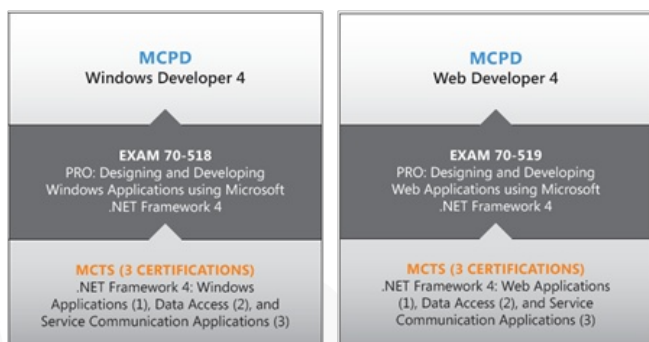 MCPD
Windows Developer 4
EXAM 70-518
PRO: Designing and Developing
Windows Applications using Microsoft
.NET Framework 4
MCTS (3 CERTIFICATIONS)
.NET Framework 4: Windows
Applications (1), Data Access (2), and
Service Communication Applications (3)
MCPD
Web Developer 4
EXAM 70-519
PRO: Designing and Developing
Web Applications using Microsoft
.NET Framework 4
MCTS (3 CERTIFICATIONS)
.NET Framework 4: Web Applications
(1), Data Access (2), and Service
Communication Applications (3)